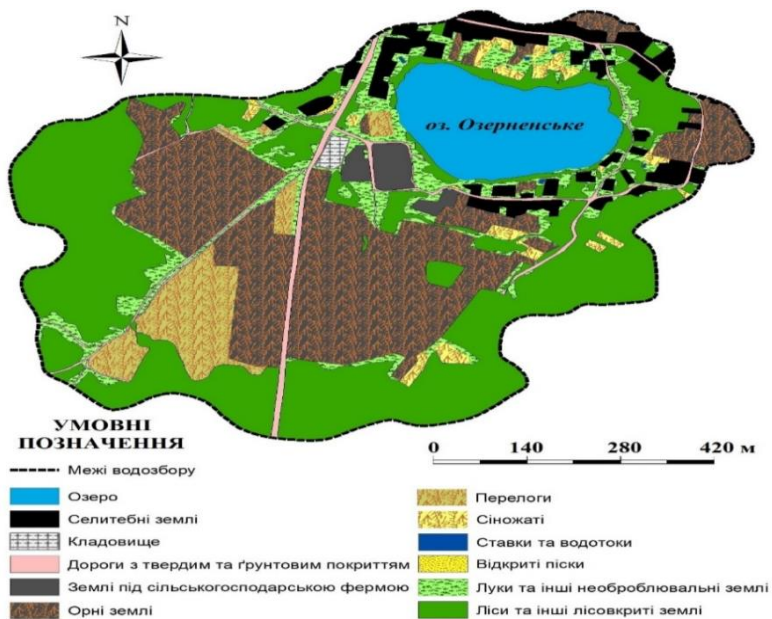 N
оз. Озерненське
УМОВНІ
ПОЗНАЧЕННЯ
0 140 280 420 м
Межі водозбору
Озеро
Селитебні землі
Кладовище
Дороги з твердим та ґрунтовим покриттям
Землі під сільськогосподарською фермою
Орні землі
Перелоги
Сіножаті
Ставки та водотоки
Відкриті піски
Луки та інші необроблювальні землі
Ліси та інші лісовкриті землі